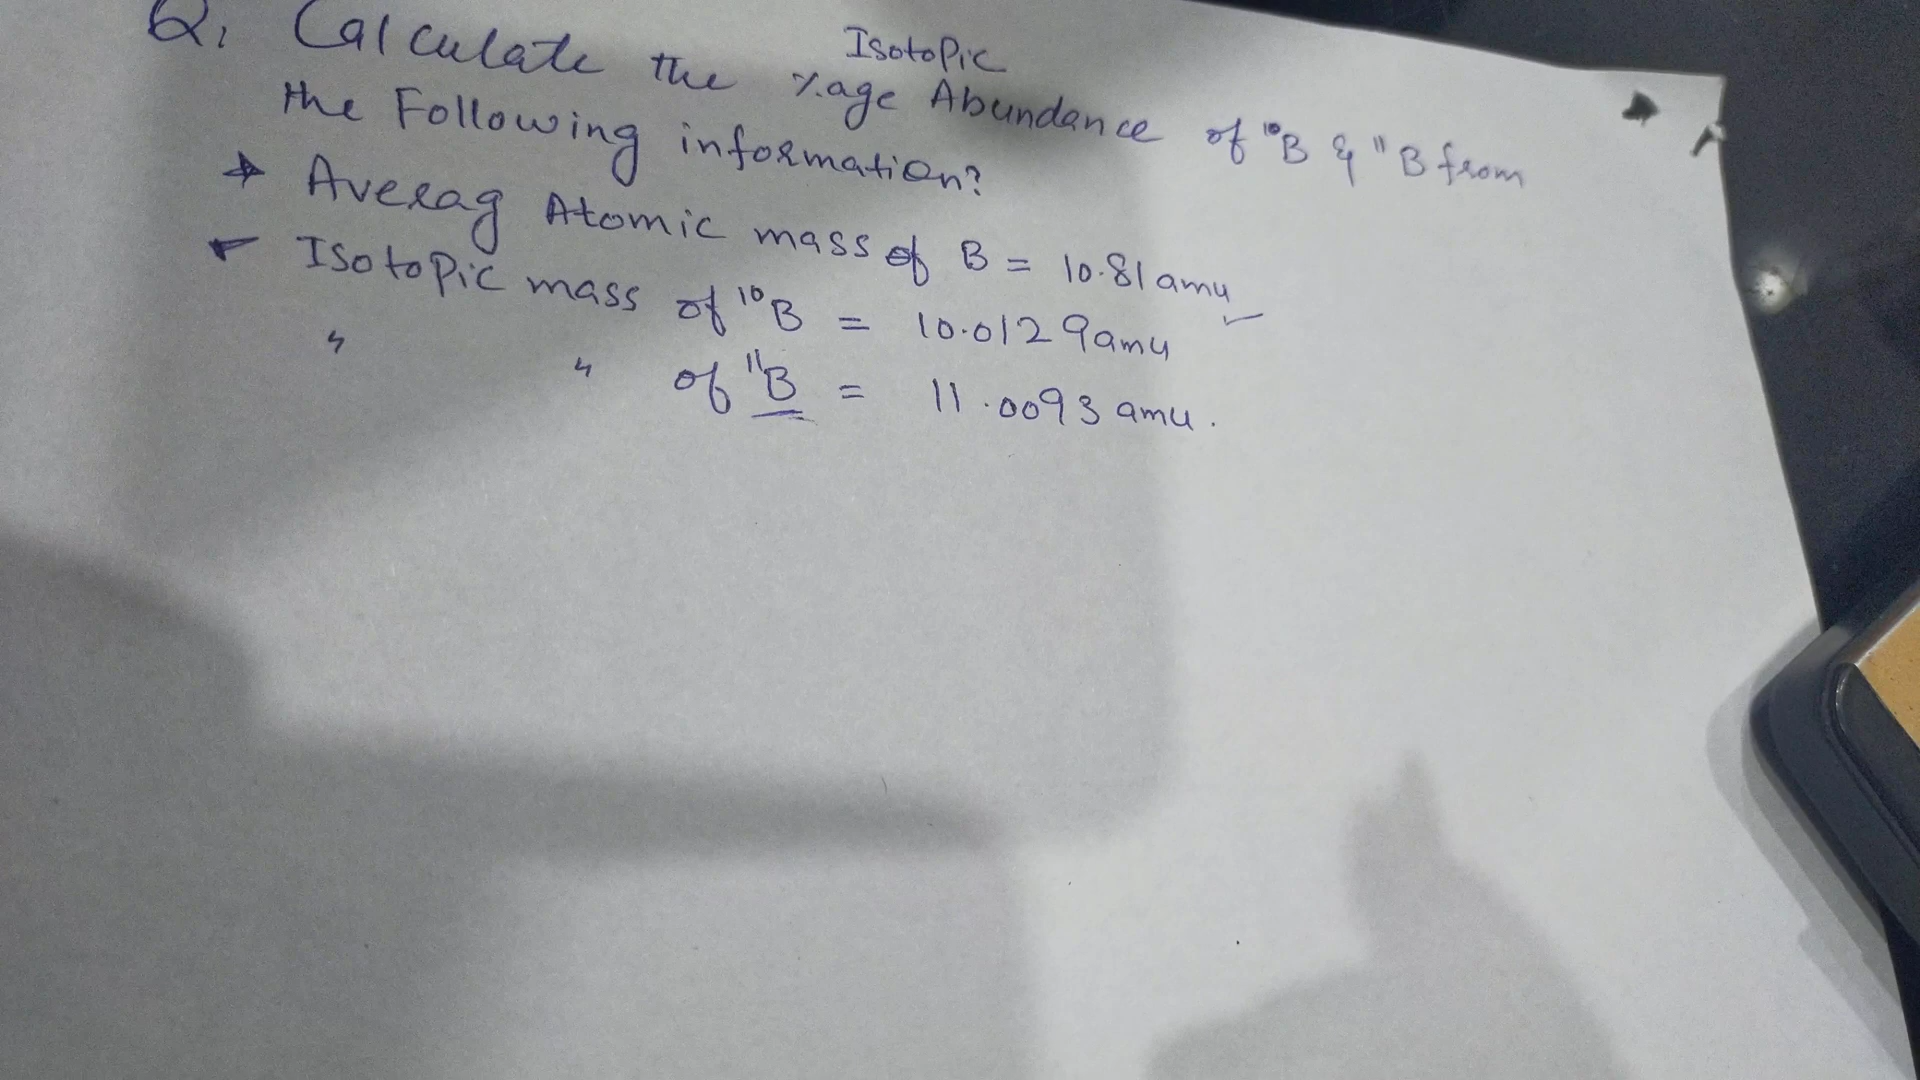 Q. Calculate the %age Isotopic Abundance of ¹⁰B & ¹¹B from
the Following information?
Averag Atomic mass of B = 10.81 amu
Isotopic mass of ¹⁰B = 10.0129 amu
" " of ¹¹B = 11.0093 amu.